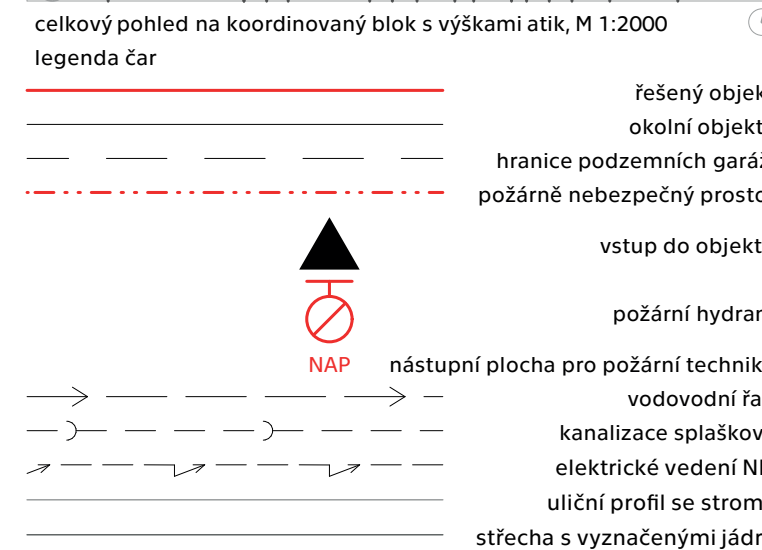 celkový pohled na koordinovaný blok s výškami atik, M 1:2000
legenda čar
řešený objek
okolní objekt
hranice podzemních garáž
požárně nebezpečný prosto
vstup do objekt
požární hydran
NAP nástupní plocha pro požární technik
vodovodní řa
kanalizace splaškov
elektrické vedení N
uliční profil se strom
střecha s vyznačenými jádr